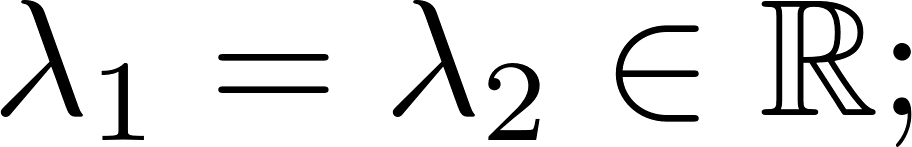 λ₁ = λ₂ ∈ ℝ;